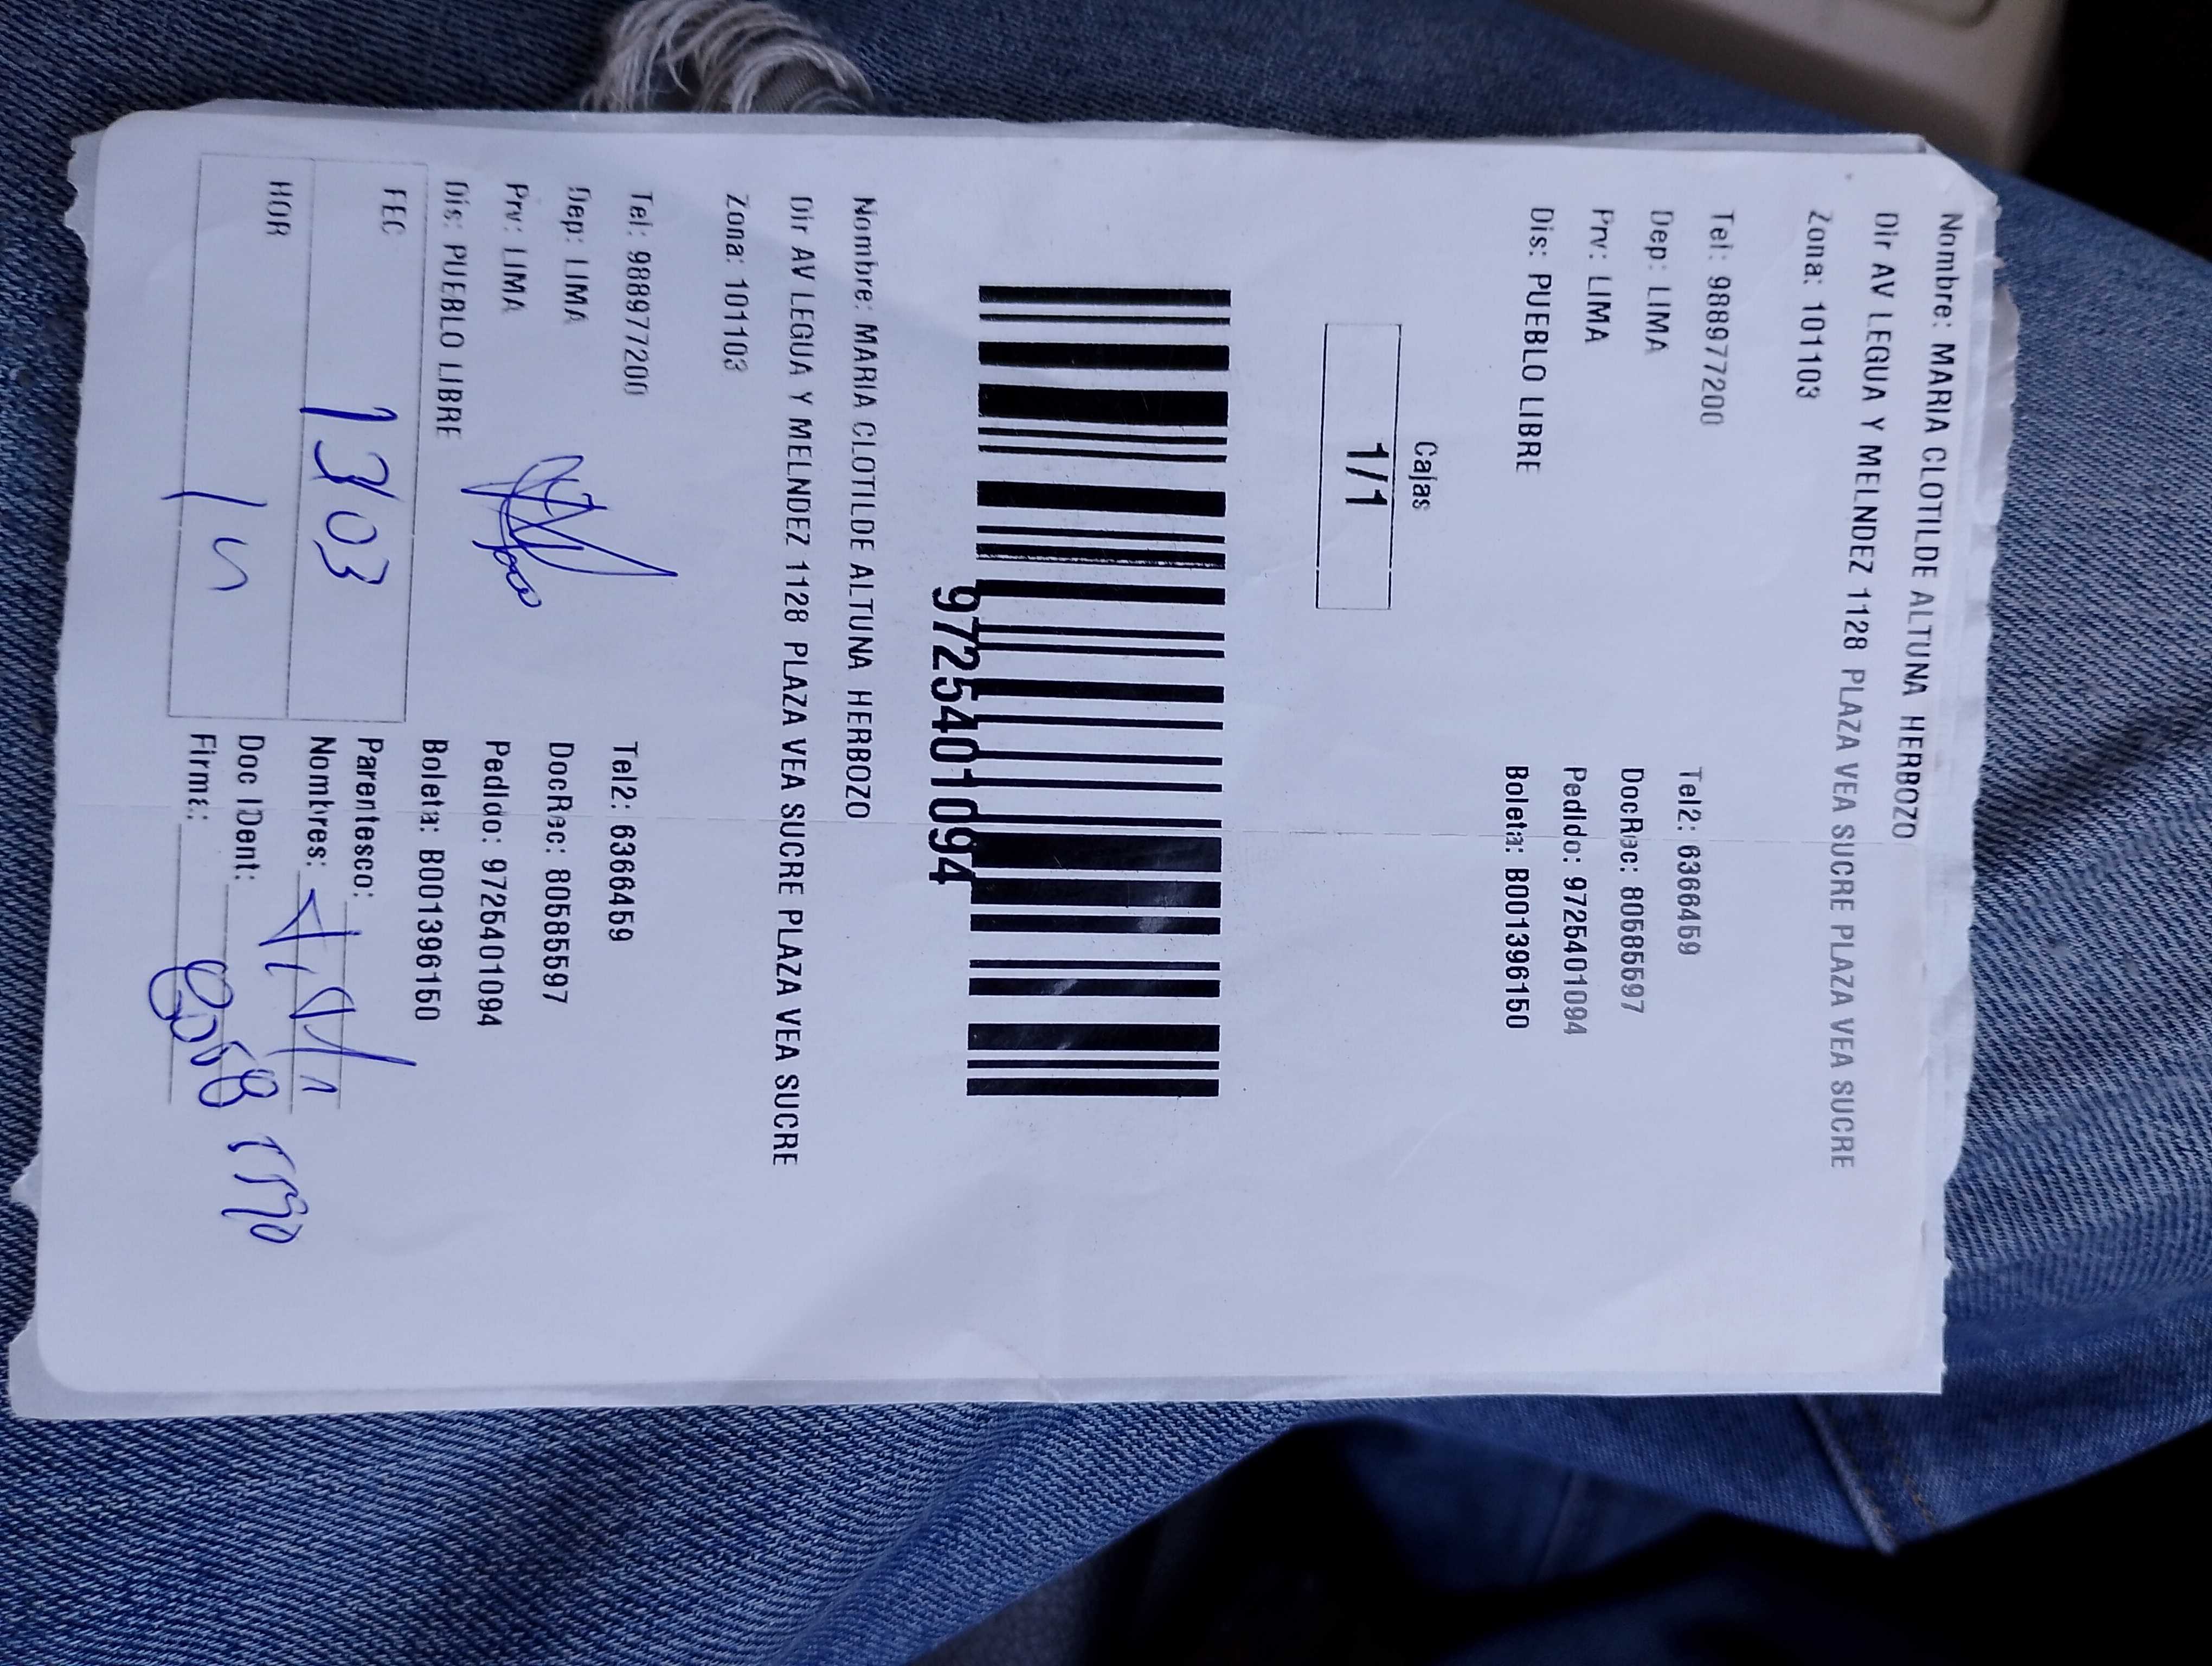 Nombre: MARIA CLOTILDE ALTUNA HERBOZO
Dir AV LEGUA Y MELNDEZ 1128 PLAZA VEA SUCRE PLAZA VEA SUCRE
Zona: 101103
Tel: 988977200 Tel2: 6366459
Dep: LIMA DocRec: 80585597
Prv: LIMA Pedido: 9725401094
Dis: PUEBLO LIBRE Boleta: B001396150
Cajas
1/1
9725401094
Nombre: MARIA CLOTILDE ALTUNA HERBOZO
Dir AV LEGUA Y MELNDEZ 1128 PLAZA VEA SUCRE PLAZA VEA SUCRE
Zona: 101103
Tel: 988977200 Tel2: 6366459
Dep: LIMA DocRec: 80585597
Prv: LIMA Pedido: 9725401094
Dis: PUEBLO LIBRE Boleta: B001396150
FEC 13/03 Parentesco:
Nombres:
HOR Doc IDent:
Firma: